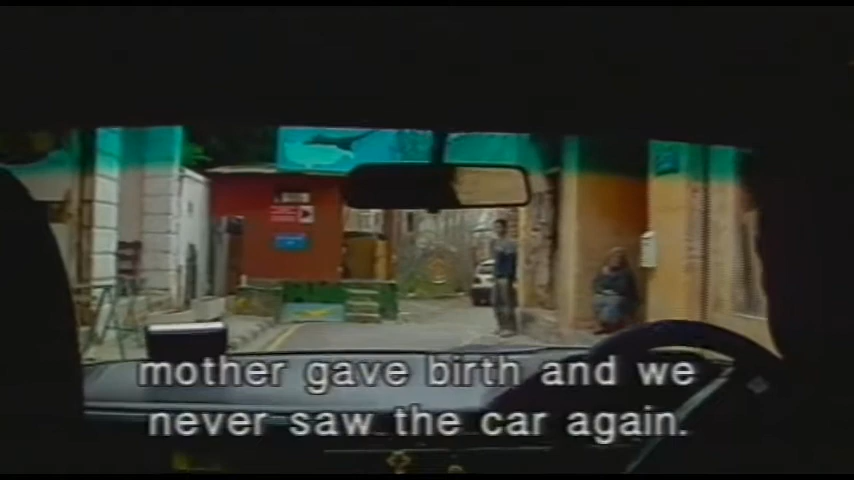 mother gave birth and we
never saw the car again.